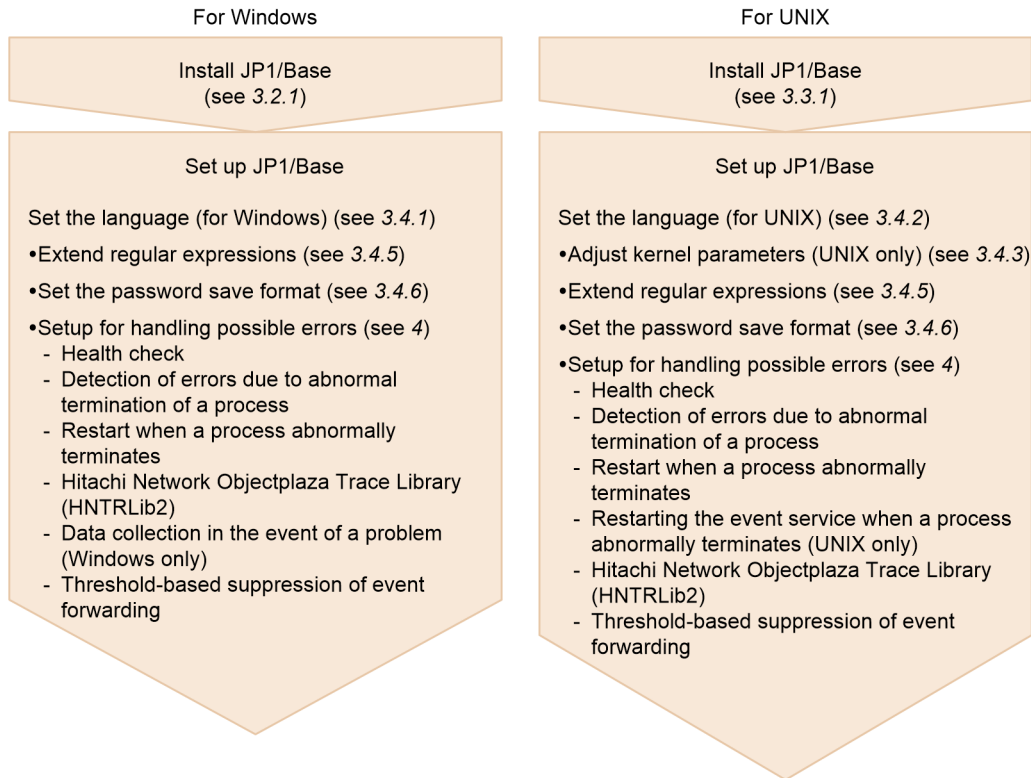 For Windows
Install JP1/Base
(see 3.2.1)
Set up JP1/Base
Set the language (for Windows) (see 3.4.1)
•Extend regular expressions (see 3.4.5)
•Set the password save format (see 3.4.6)
•Setup for handling possible errors (see 4)
- Health check
- Detection of errors due to abnormal
termination of a process
- Restart when a process abnormally
terminates
- Hitachi Network Objectplaza Trace Library
(HNTRLib2)
- Data collection in the event of a problem
(Windows only)
- Threshold-based suppression of event
forwarding
For UNIX
Install JP1/Base
(see 3.3.1)
Set up JP1/Base
Set the language (for UNIX) (see 3.4.2)
•Adjust kernel parameters (UNIX only) (see 3.4.3)
•Extend regular expressions (see 3.4.5)
•Set the password save format (see 3.4.6)
•Setup for handling possible errors (see 4)
- Health check
- Detection of errors due to abnormal
termination of a process
- Restart when a process abnormally
terminates
- Restarting the event service when a process
abnormally terminates (UNIX only)
- Hitachi Network Objectplaza Trace Library
(HNTRLib2)
- Threshold-based suppression of event
forwarding